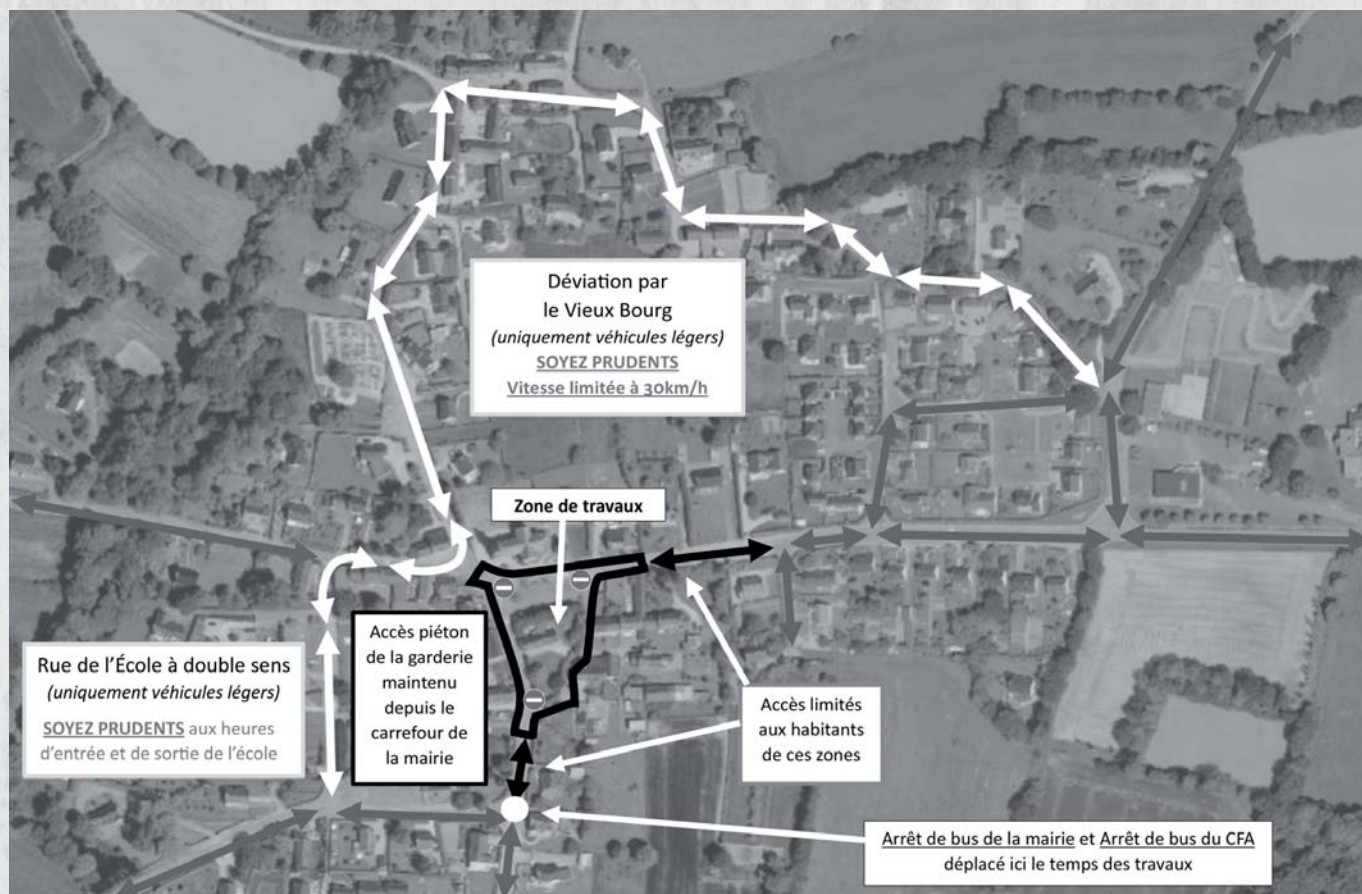 Déviation par
le Vieux Bourg
(uniquement véhicules légers)
SOYEZ PRUDENTS
Vitesse limitée à 30km/h
Zone de travaux
Accès piéton
de la garderie
maintenu
depuis le
carrefour de
la mairie
Rue de l'École à double sens
(uniquement véhicules légers)
SOYEZ PRUDENTS aux heures
d'entrée et de sortie de l'école
Accès limités
aux habitants
de ces zones
Arrêt de bus de la mairie et Arrêt de bus du CFA
déplacé ici le temps des travaux